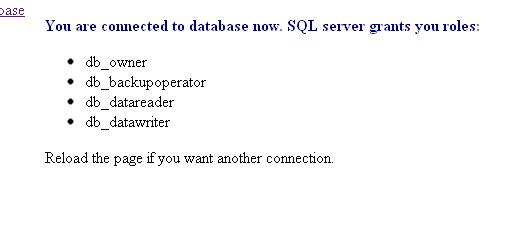 You are connected to database now. SQL server grants you roles:
db_owner
db_backupoperator
db_datareader
db_datawriter
Reload the page if you want another connection.